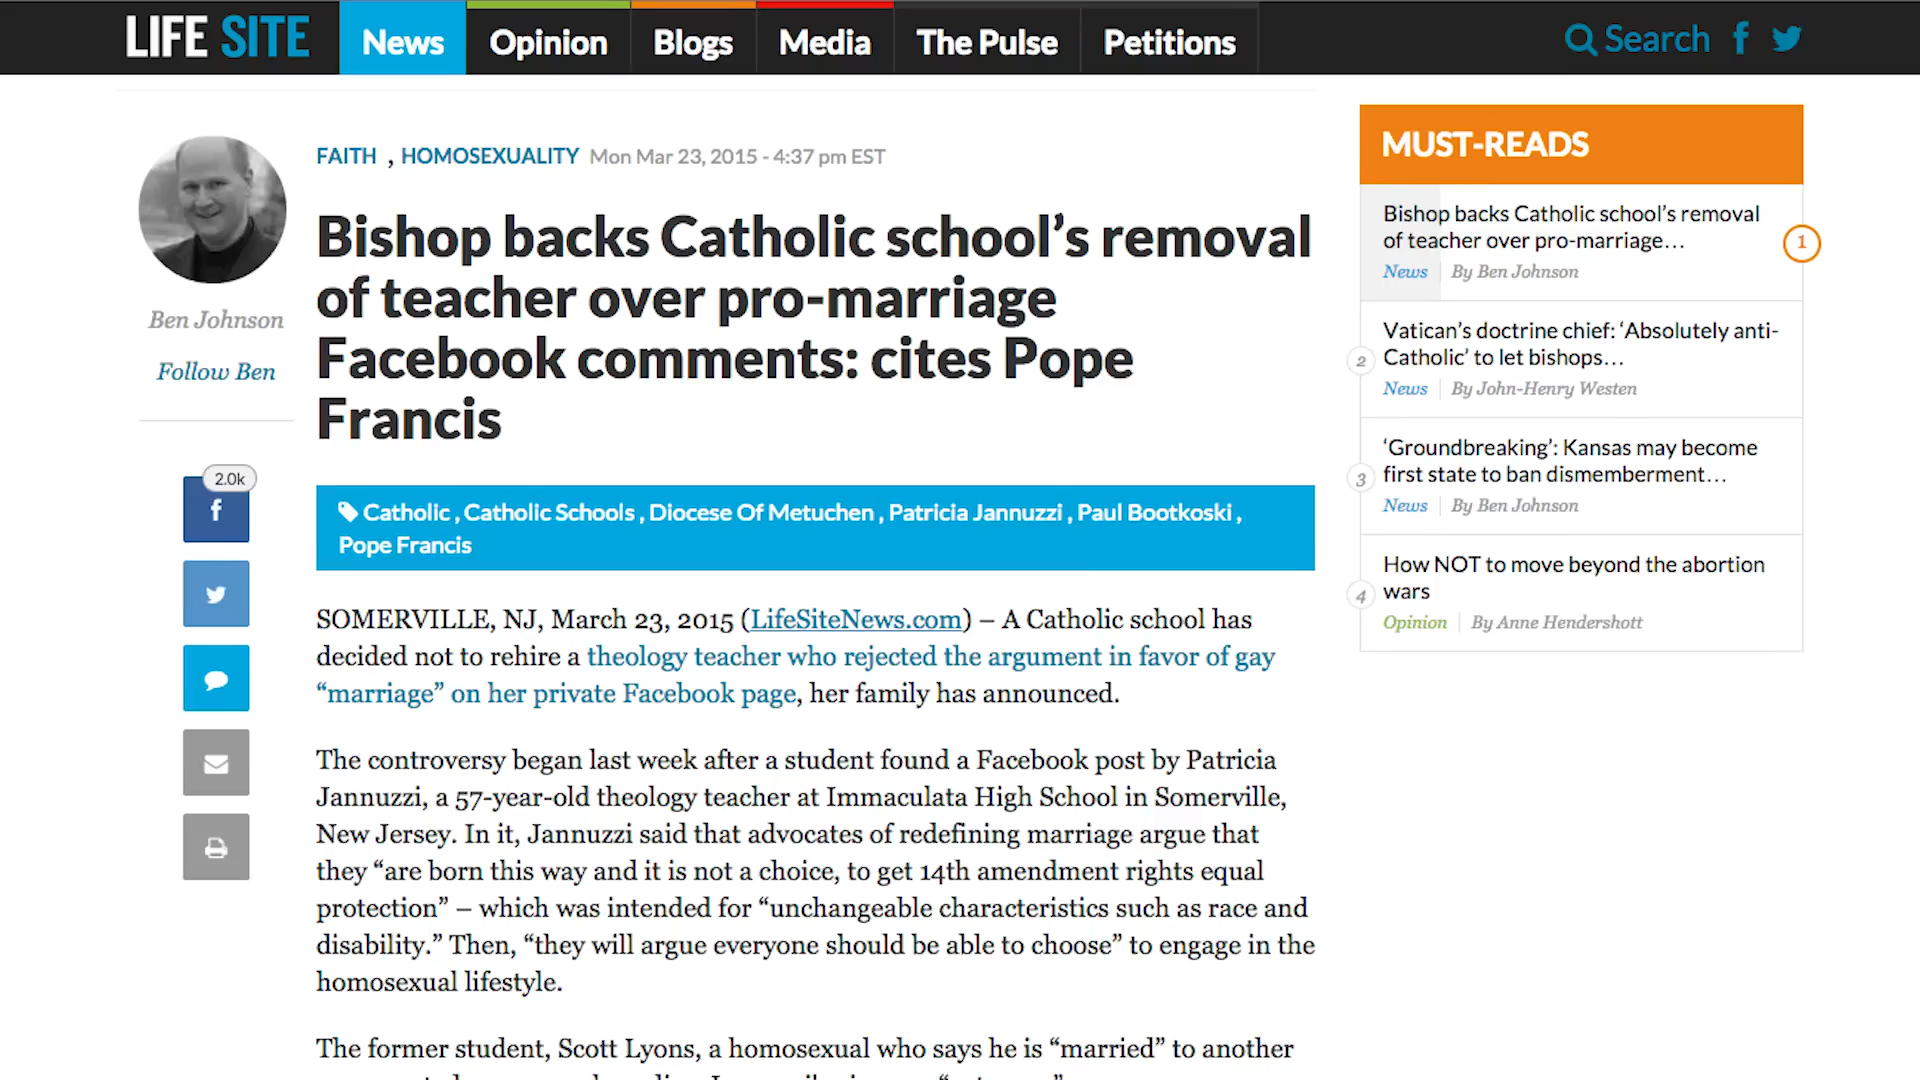 LIFE SITE
News
Opinion
Blogs
Media
The Pulse
Petitions
Search
Ben Johnson
Follow Ben
2.0k
FAITH , HOMOSEXUALITY Mon Mar 23, 2015 - 4:37 pm EST
Bishop backs Catholic school’s removal
of teacher over pro-marriage
Facebook comments: cites Pope
Francis
Catholic , Catholic Schools , Diocese Of Metuchen , Patricia Jannuzzi , Paul Bootkoski ,
Pope Francis
SOMERVILLE, NJ, March 23, 2015 (LifeSiteNews.com) – A Catholic school has
decided not to rehire a theology teacher who rejected the argument in favor of gay
“marriage” on her private Facebook page, her family has announced.
The controversy began last week after a student found a Facebook post by Patricia
Jannuzzi, a 57-year-old theology teacher at Immaculata High School in Somerville,
New Jersey. In it, Jannuzzi said that advocates of redefining marriage argue that
they “are born this way and it is not a choice, to get 14th amendment rights equal
protection” – which was intended for “unchangeable characteristics such as race and
disability.” Then, “they will argue everyone should be able to choose” to engage in the
homosexual lifestyle.
The former student, Scott Lyons, a homosexual who says he is “married” to another
MUST-READS
Bishop backs Catholic school’s removal
of teacher over pro-marriage…
News By Ben Johnson
1
Vatican’s doctrine chief: ‘Absolutely anti-
Catholic’ to let bishops…
News By John-Henry Westen
2
‘Groundbreaking’: Kansas may become
first state to ban dismemberment…
News By Ben Johnson
3
How NOT to move beyond the abortion
wars
Opinion By Anne Hendershott
4